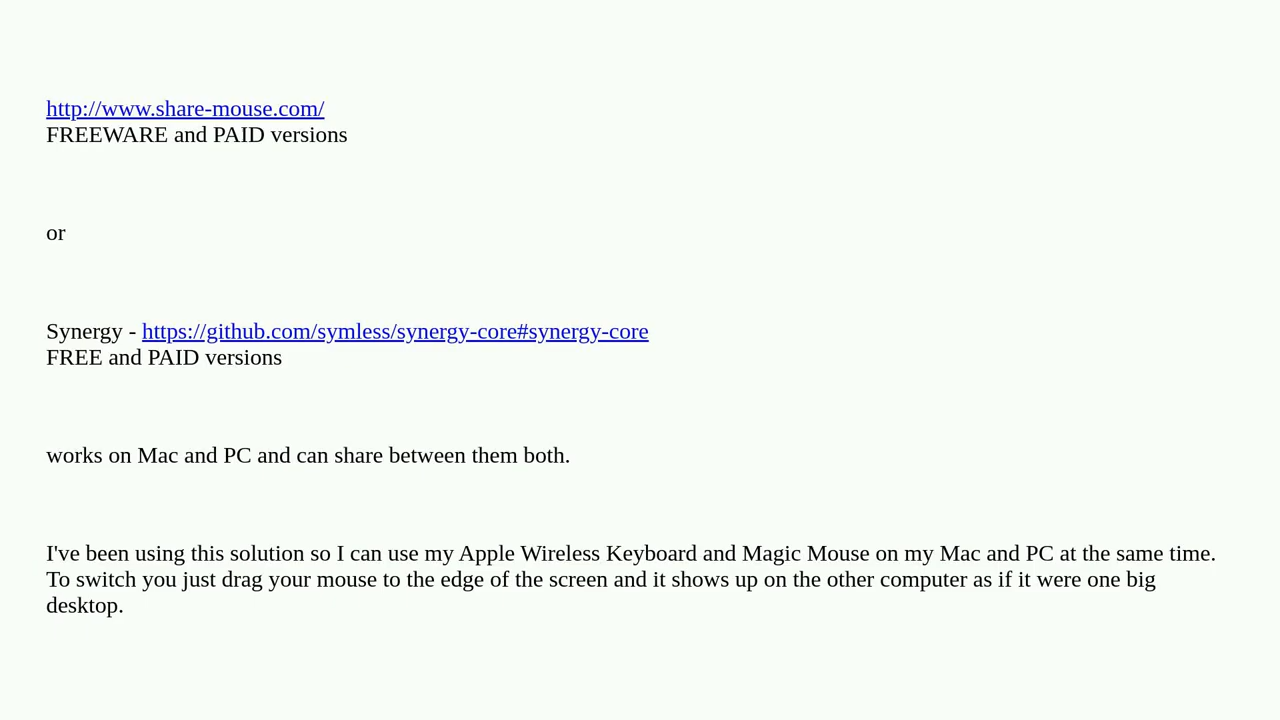 http://www.share-mouse.com/
FREEWARE and PAID versions
or
Synergy - https://github.com/symless/synergy-core#synergy-core
FREE and PAID versions
works on Mac and PC and can share between them both.
I've been using this solution so I can use my Apple Wireless Keyboard and Magic Mouse on my Mac and PC at the same time.
To switch you just drag your mouse to the edge of the screen and it shows up on the other computer as if it were one big
desktop.